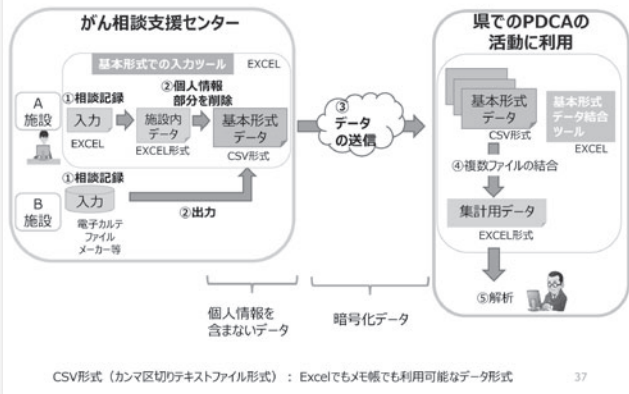 がん相談支援センター
基本形式での入力ツール
EXCEL
A
施設
①相談記録
入力
EXCEL
施設内
データ
EXCEL形式
②個人情報
部分を削除
基本形式
データ
CSV形式
B
施設
①相談記録
入力
電子カルテ
ファイル
メーカー等
②出力
③
データ
の送信
県でのPDCAの
活動に利用
基本形式
データ
CSV形式
基本形式
データ結合
ツール
EXCEL
④複数ファイルの結合
集計用データ
EXCEL形式
⑤解析
個人情報を
含まないデータ
暗号化データ
CSV形式（カンマ区切りテキストファイル形式）：Excelでもメモ帳でも利用可能なデータ形式
37